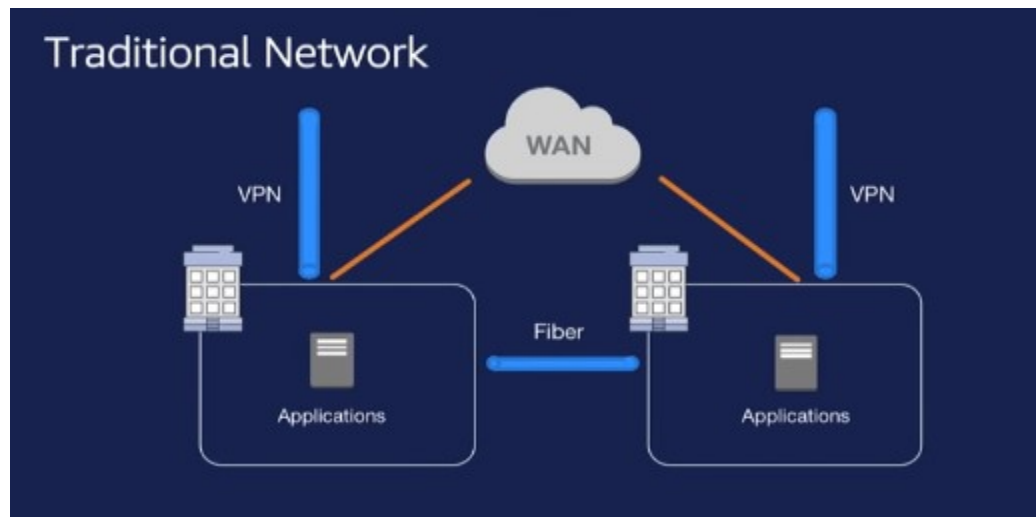 Traditional Network
WAN
VPN
VPN
Fiber
Applications
Applications